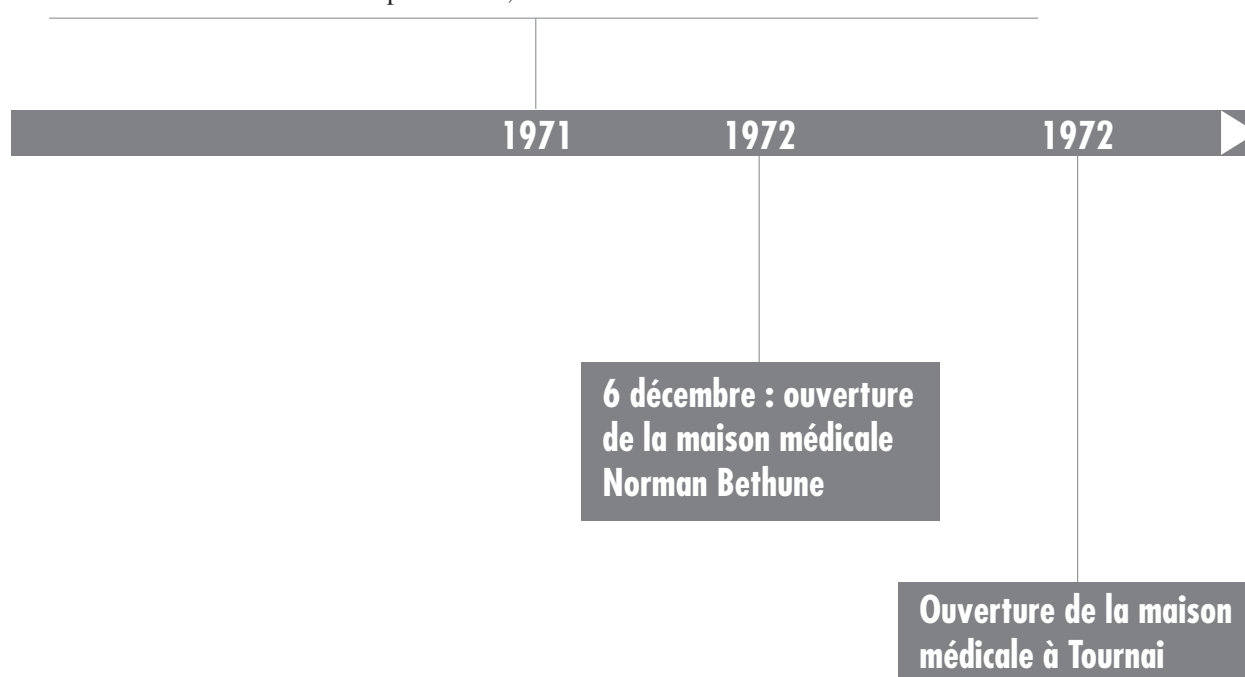 1971 1972 1972
6 décembre : ouverture
de la maison médicale
Norman Bethune
Ouverture de la maison
médicale à Tournai